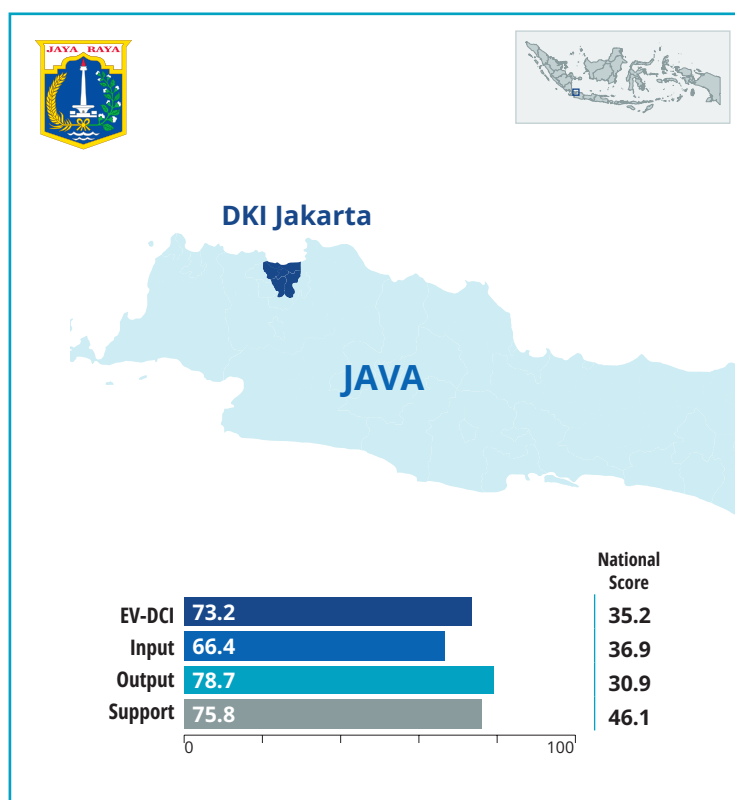 JAYA RAYA
DKI Jakarta
JAVA
National
Score
EV-DCI 73.2 35.2
Input 66.4 36.9
Output 78.7 30.9
Support 75.8 46.1
0 100